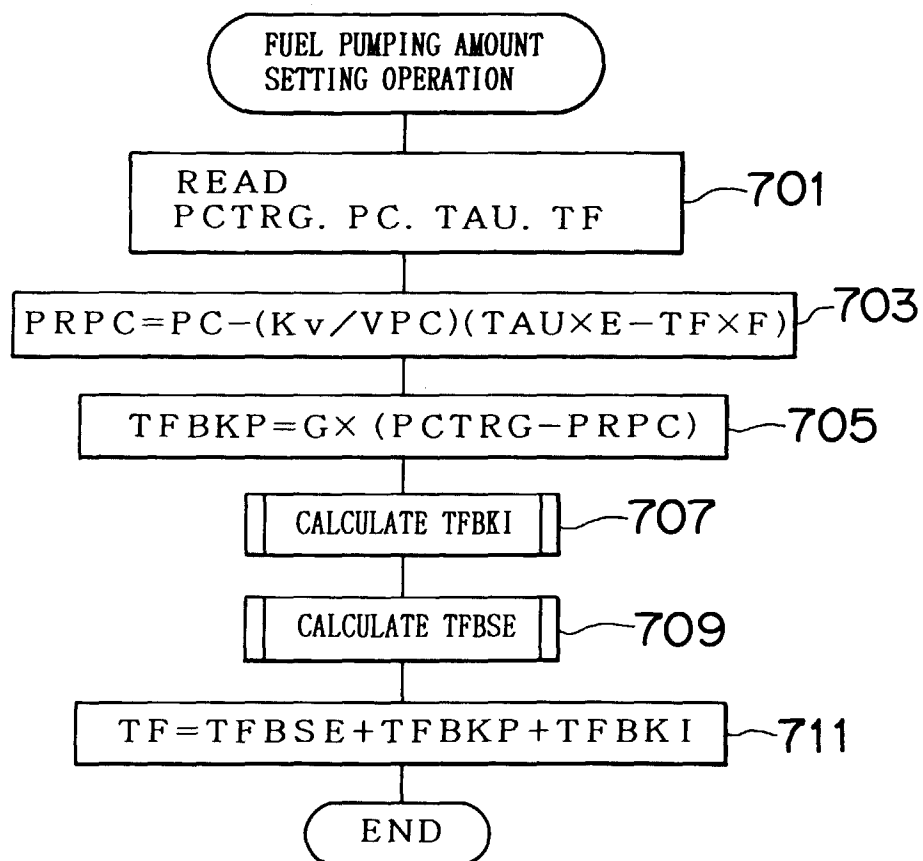 FUEL PUMPING AMOUNT
SETTING OPERATION
READ
PCTRG. PC. TAU. TF
701
PRPC=PC-(Kv/VPC)(TAU×E-TF×F)
703
TFBKP=G×(PCTRG-PRPC)
705
CALCULATE TFBKI
707
CALCULATE TFBSE
709
TF=TFBSE+TFBKP+TFBKI
711
END